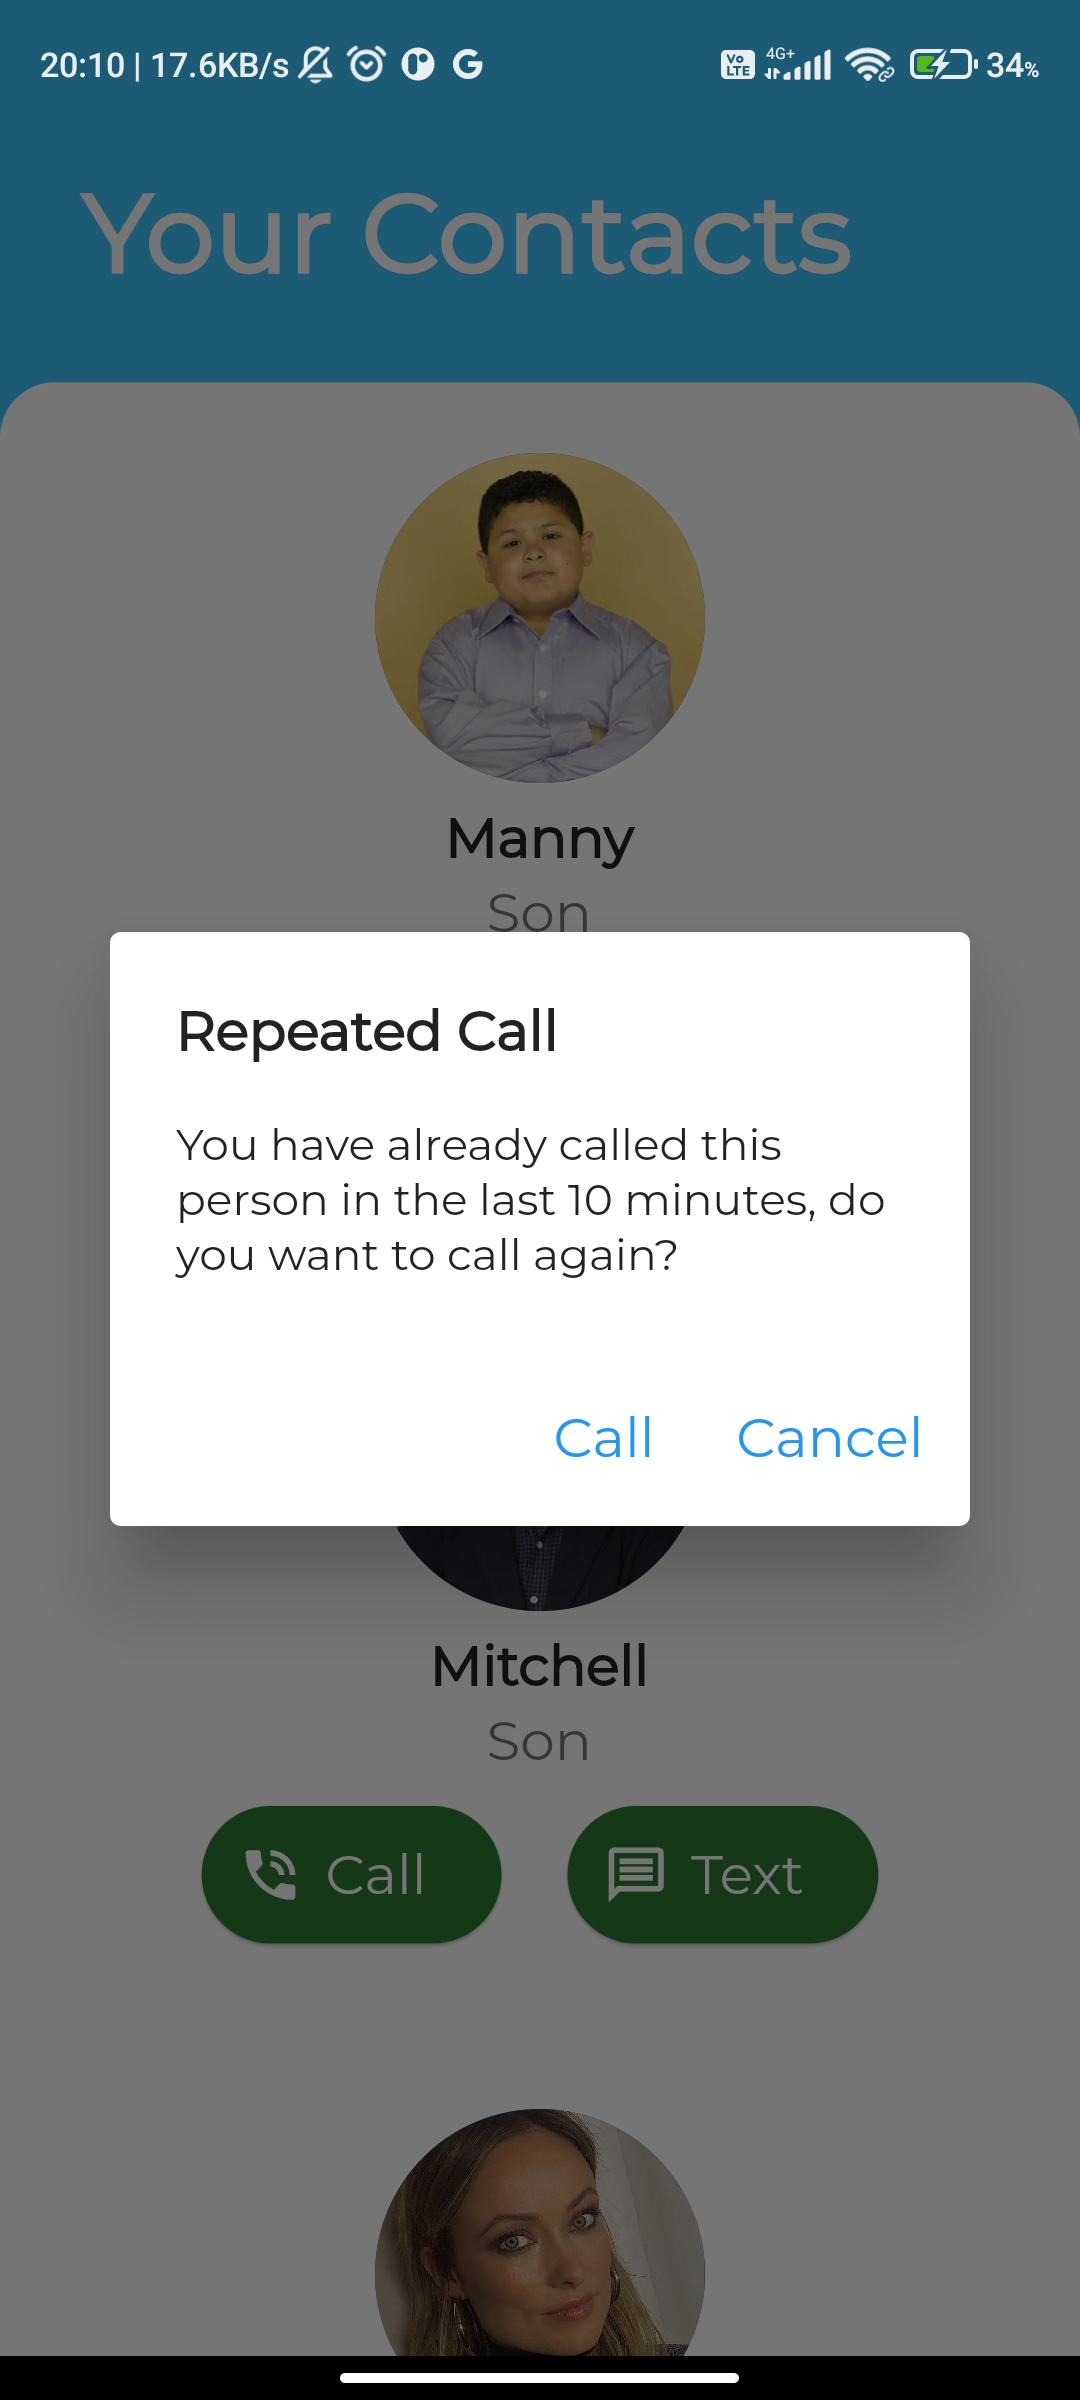 20:10 | 17.6KB/s
Vo LTE 4G+ 34%
Your Contacts
Manny
Son
Repeated Call
You have already called this
person in the last 10 minutes, do
you want to call again?
Call Cancel
Mitchell
Son
Call Text